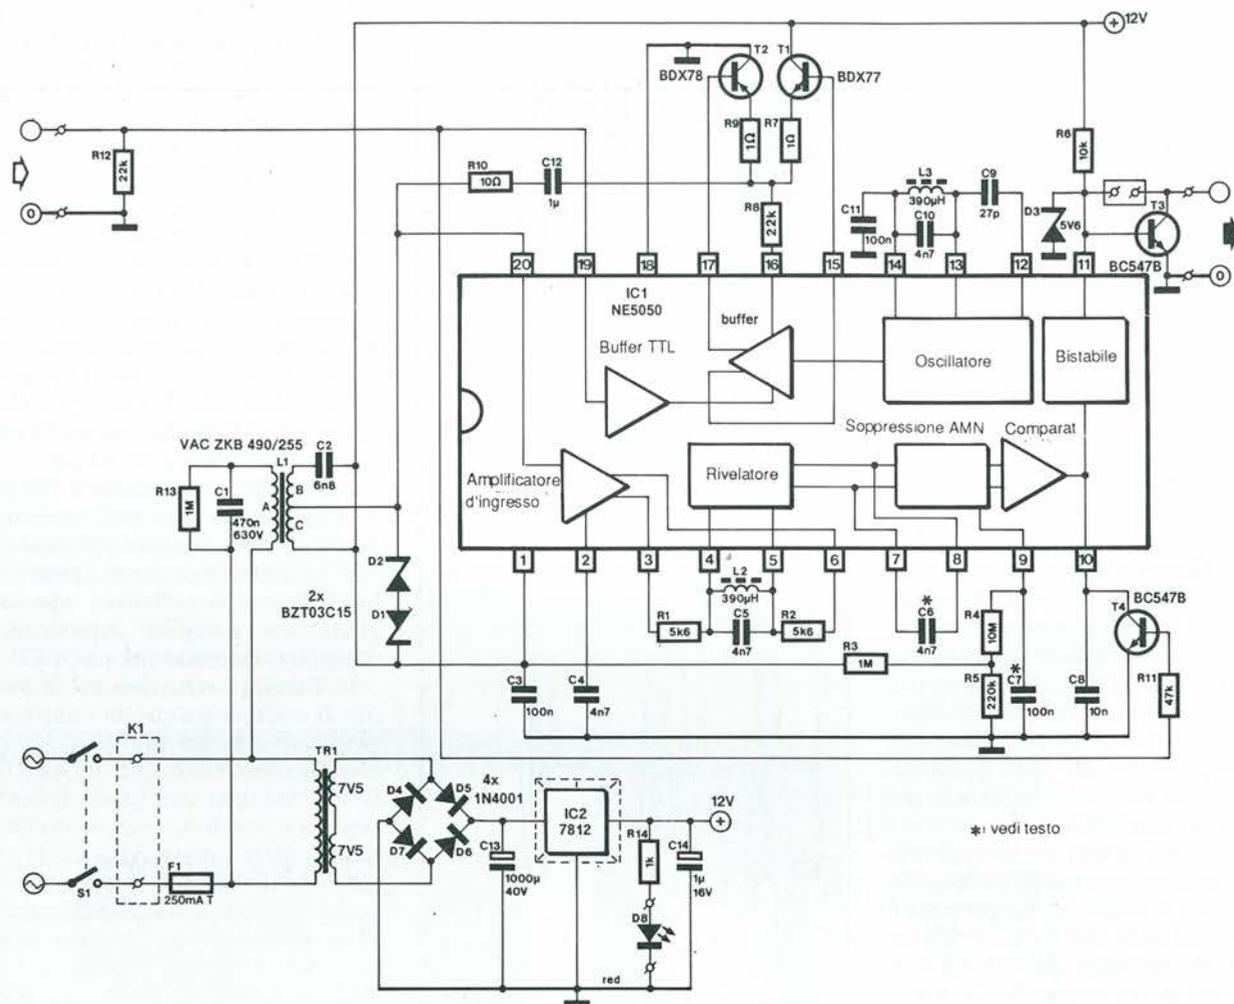 12V
T2
T1
BDX78
BDX77
R9
1Ω
R7
1Ω
R6
10k
R12
22k
0
R10
10Ω
C12
1µ
R8
2,2k
L3
390µH
C9
27p
C11
100n
C10
4n7
D3
5V6
T3
BC547B
0
20
19
18
17
16
15
14
13
12
11
IC1
NE5050
buffer
Buffer TTL
Oscillatore
Bistabile
Soppressione AMN
Comparat
Rivelatore
Amplificatore
d'ingresso
VAC ZKB 490/255
L1
C2
6n8
R13
1M
C1
470n
630V
A
B
C
D2
2x
BZT03C15
D1
1
2
3
4
5
6
7
8
9
10
L2
390µH
R1
5k6
C5
4n7
R2
5k6
*
C6
4n7
R3
1M
R4
10M
R5
220k
*
C7
100n
C8
10n
T4
BC547B
R11
47k
C3
100n
C4
4n7
K1
S1
F1
250mA T
TR1
7V5
7V5
D4
D5
D7
4x
1N4001
C13
1000µ
40V
IC2
7812
R14
1k
C14
1µ
16V
12V
D8
red
*: vedi testo